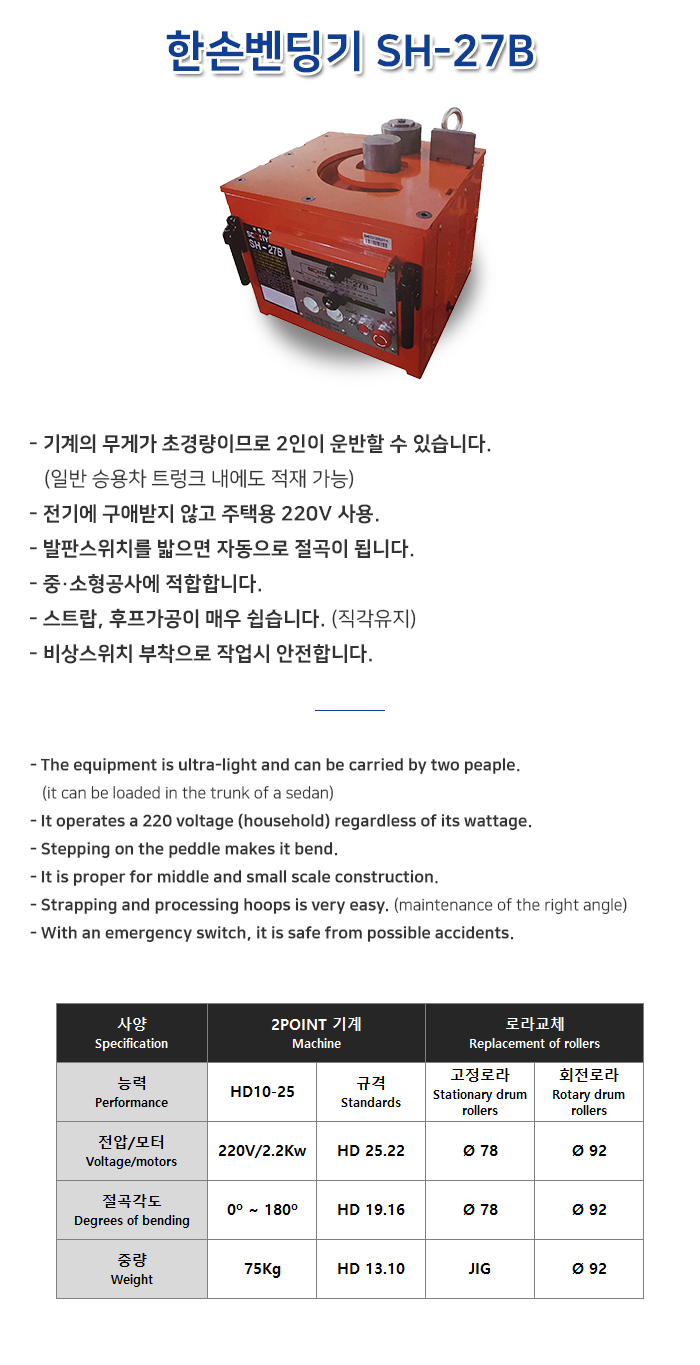 한손벤딩기 SH-27B
SH-27B
SH-27B
- 기계의 무게가 초경량이므로 2인이 운반할 수 있습니다.
(일반 승용차 트렁크 내에도 적재 가능)
- 전기에 구애받지 않고 주택용 220V 사용.
- 발판스위치를 밟으면 자동으로 절곡이 됩니다.
- 중·소형공사에 적합합니다.
- 스트랍, 후프가공이 매우 쉽습니다. (직각유지)
- 비상스위치 부착으로 작업시 안전합니다.
- The equipment is ultra-light and can be carried by two peaple.
(it can be loaded in the trunk of a sedan)
- It operates a 220 voltage (household) regardless of its wattage.
- Stepping on the peddle makes it bend.
- It is proper for middle and small scale construction.
- Strapping and processing hoops is very easy. (maintenance of the right angle)
- With an emergency switch, it is safe from possible accidents.
사양 2POINT 기계 로라교체
Specification Machine Replacement of rollers
능력 HD10-25 규격 고정로라 회전로라
Performance Standards Stationary drum Rotary drum
rollers rollers
전압/모터 220V/2.2Kw HD 25.22 Ø 78 Ø 92
Voltage/motors
절곡각도 0º ~ 180º HD 19.16 Ø 78 Ø 92
Degrees of bending
중량 75Kg HD 13.10 JIG Ø 92
Weight